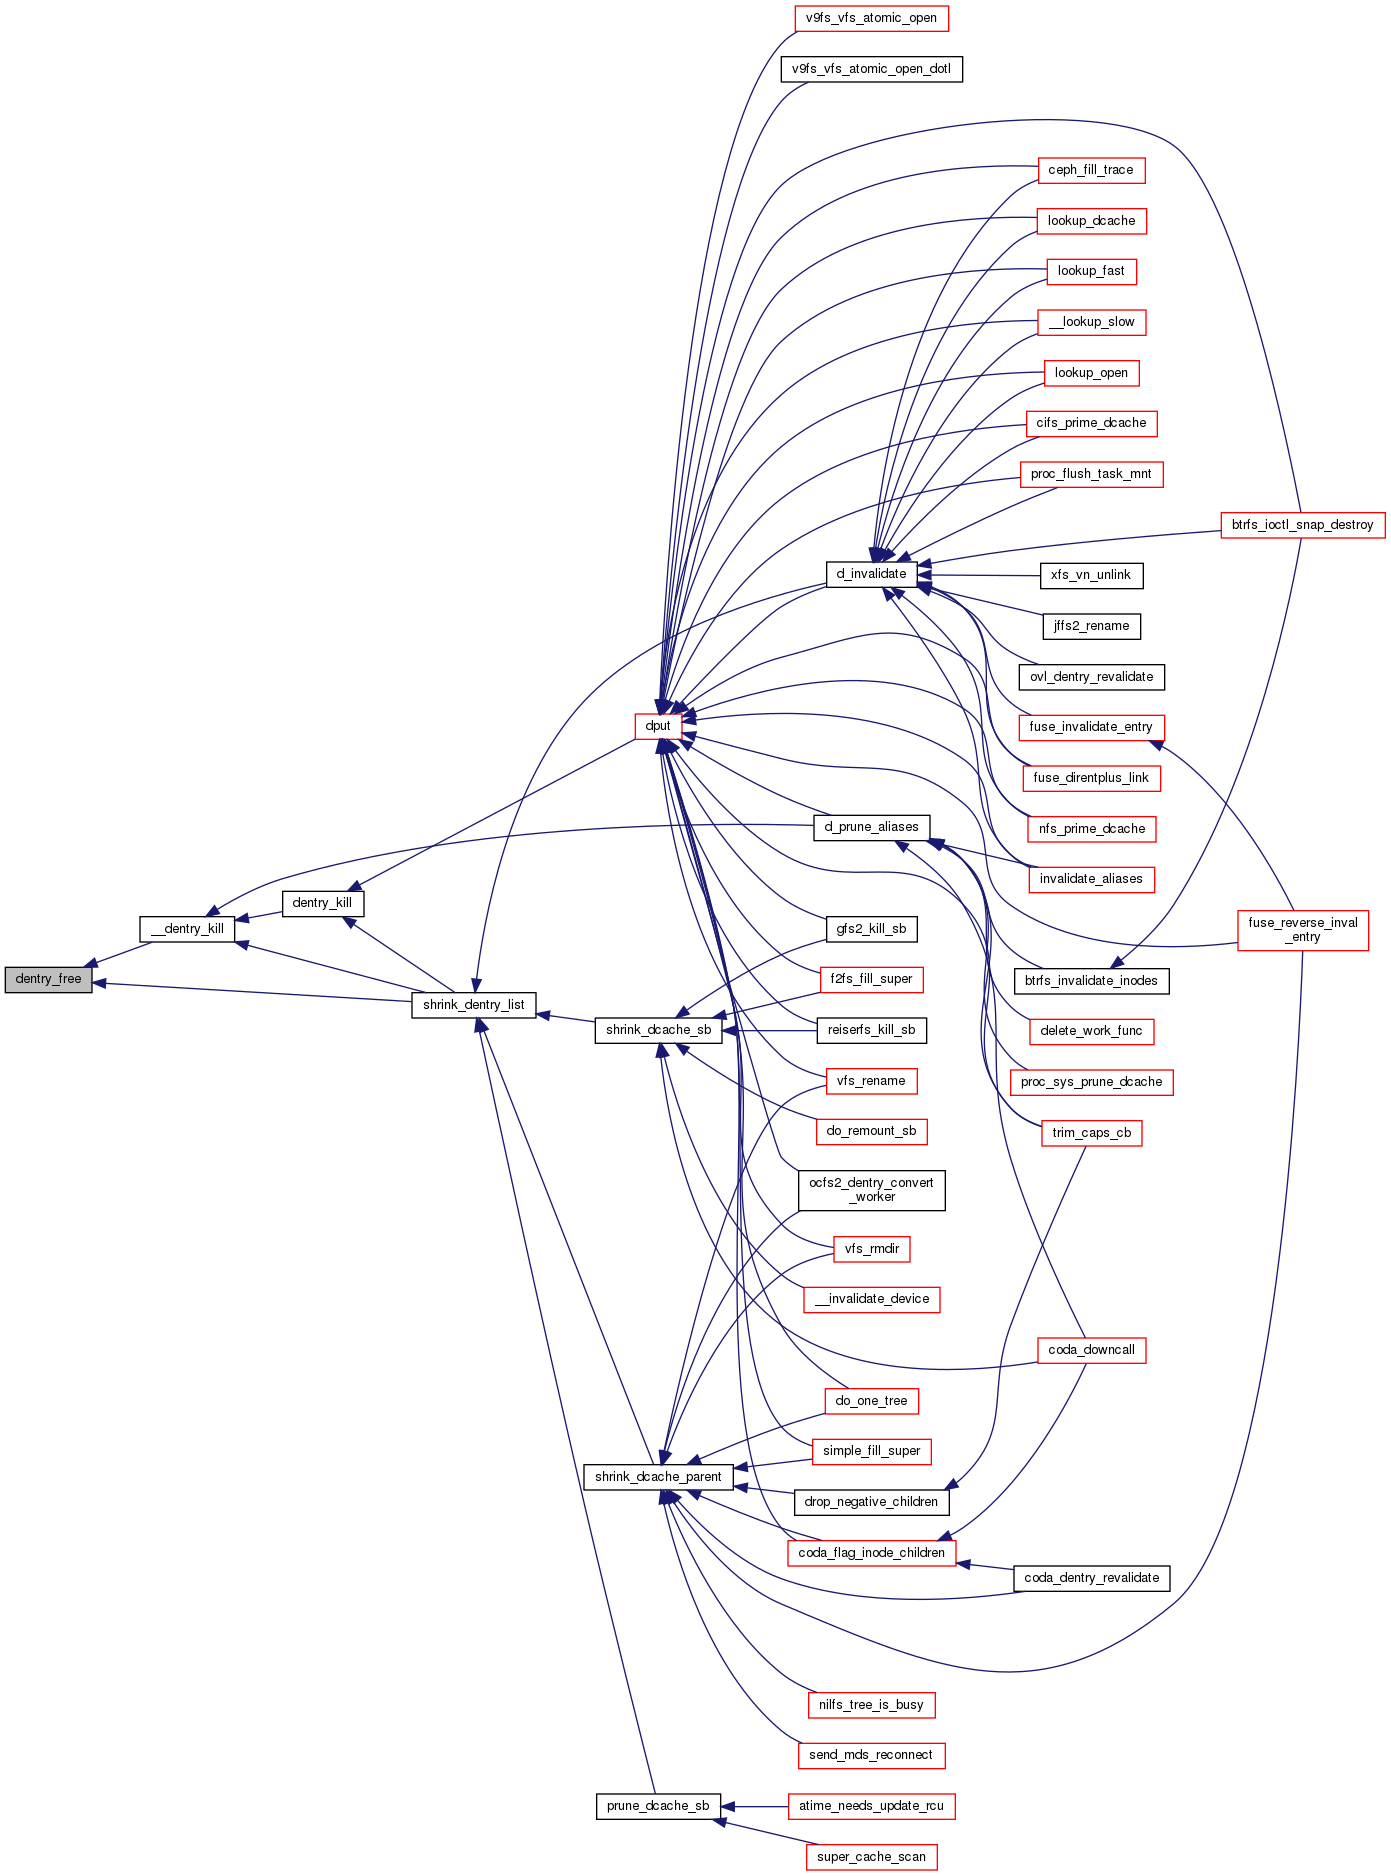 v9fs_vfs_atomic_open
v9fs_vfs_atomic_open_dotl
ceph_fill_trace
lookup_dcache
lookup_fast
__lookup_slow
lookup_open
cifs_prime_dcache
proc_flush_task_mnt
btrfs_ioctl_snap_destroy
d_invalidate
xfs_vn_unlink
jffs2_rename
ovl_dentry_revalidate
fuse_invalidate_entry
dput
fuse_direntplus_link
d_prune_aliases
nfs_prime_dcache
invalidate_aliases
dentry_kill
__dentry_kill
gfs2_kill_sb
fuse_reverse_inval
_entry
dentry_free
f2fs_fill_super
btrfs_invalidate_inodes
shrink_dentry_list
shrink_dcache_sb
reiserfs_kill_sb
delete_work_func
vfs_rename
proc_sys_prune_dcache
do_remount_sb
trim_caps_cb
ocfs2_dentry_convert
_worker
vfs_rmdir
__invalidate_device
coda_downcall
do_one_tree
simple_fill_super
shrink_dcache_parent
drop_negative_children
coda_flag_inode_children
coda_dentry_revalidate
nilfs_tree_is_busy
send_mds_reconnect
prune_dcache_sb
atime_needs_update_rcu
super_cache_scan